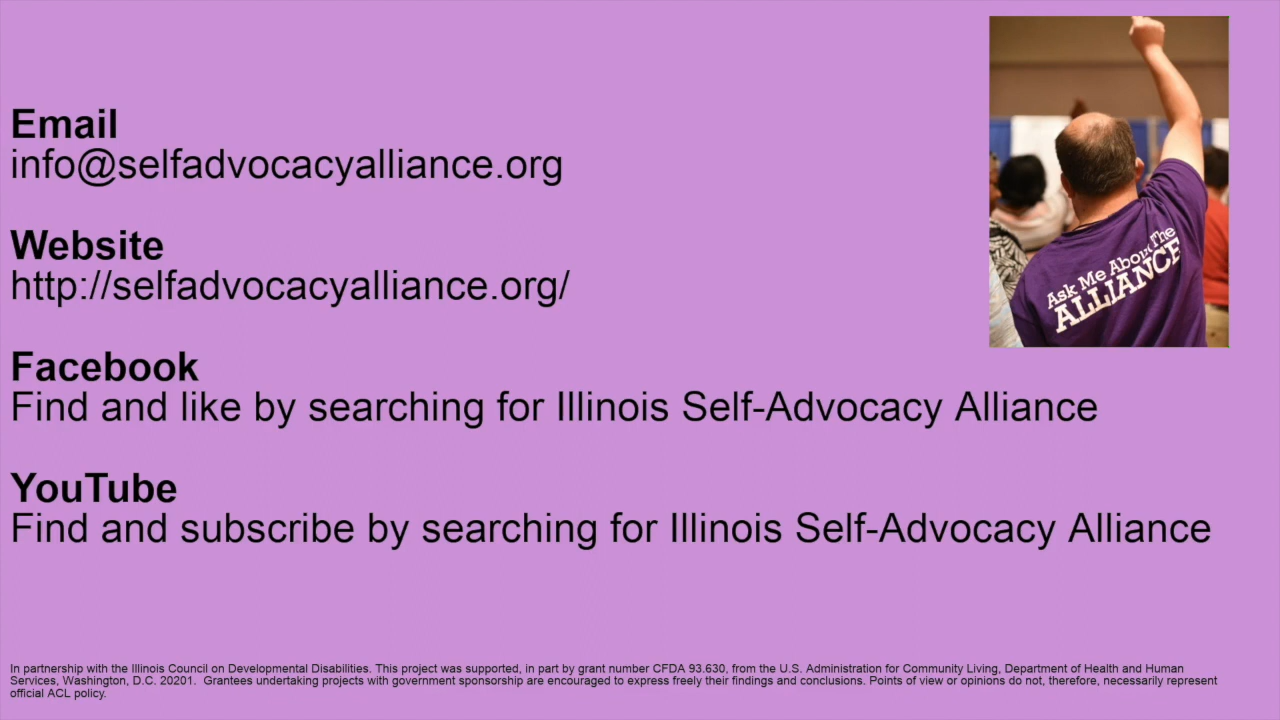 Email
info@selfadvocacyalliance.org
Website
http://selfadvocacyalliance.org/
Facebook
Find and like by searching for Illinois Self-Advocacy Alliance
YouTube
Find and subscribe by searching for Illinois Self-Advocacy Alliance
Ask Me About The
ALLIANCE
In partnership with the Illinois Council on Developmental Disabilities. This project was supported, in part by grant number CFDA 93.630, from the U.S. Administration for Community Living, Department of Health and Human
Services, Washington, D.C. 20201.  Grantees undertaking projects with government sponsorship are encouraged to express freely their findings and conclusions. Points of view or opinions do not, therefore, necessarily represent
official ACL policy.